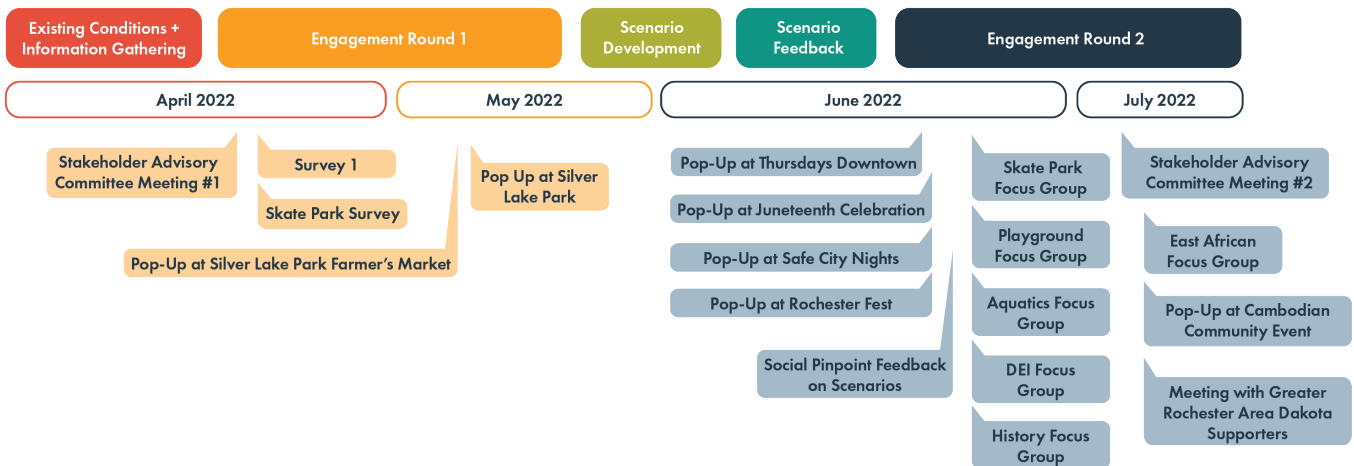 Existing Conditions +
Information Gathering
Engagement Round 1
Scenario
Development
Scenario
Feedback
Engagement Round 2
April 2022
May 2022
June 2022
July 2022
Stakeholder Advisory
Committee Meeting #1
Survey 1
Skate Park Survey
Pop-Up at Silver Lake Park Farmer’s Market
Pop Up at Silver
Lake Park
Pop-Up at Thursdays Downtown
Pop-Up at Juneteenth Celebration
Pop-Up at Safe City Nights
Pop-Up at Rochester Fest
Social Pinpoint Feedback
on Scenarios
Skate Park
Focus Group
Playground
Focus Group
Aquatics Focus
Group
DEI Focus
Group
History Focus
Group
Stakeholder Advisory
Committee Meeting #2
East African
Focus Group
Pop-Up at Cambodian
Community Event
Meeting with Greater
Rochester Area Dakota
Supporters